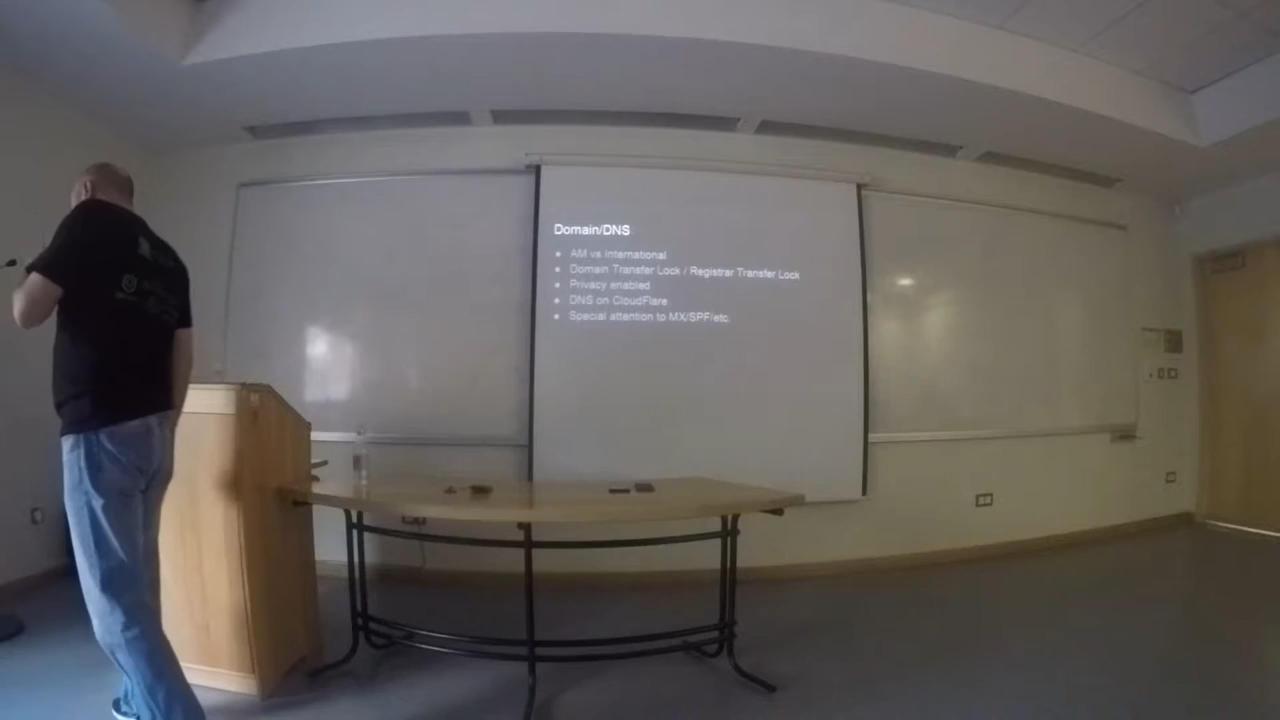 Domain/DNS
● AM vs International
● Domain Transfer Lock / Registrar Transfer Lock
● Privacy enabled
● DNS on CloudFlare
● Special attention to MX/SPF/etc.